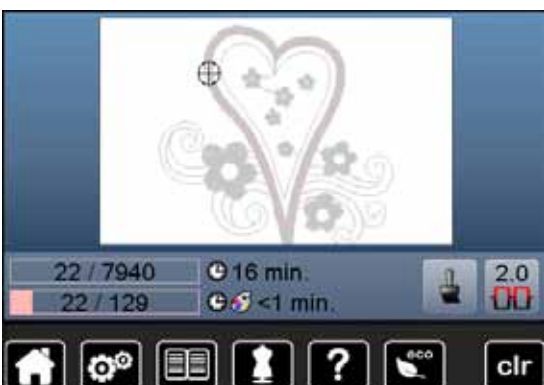 22 / 7940 16 min.
22 / 129 <1 min.
2.0
? eco clr